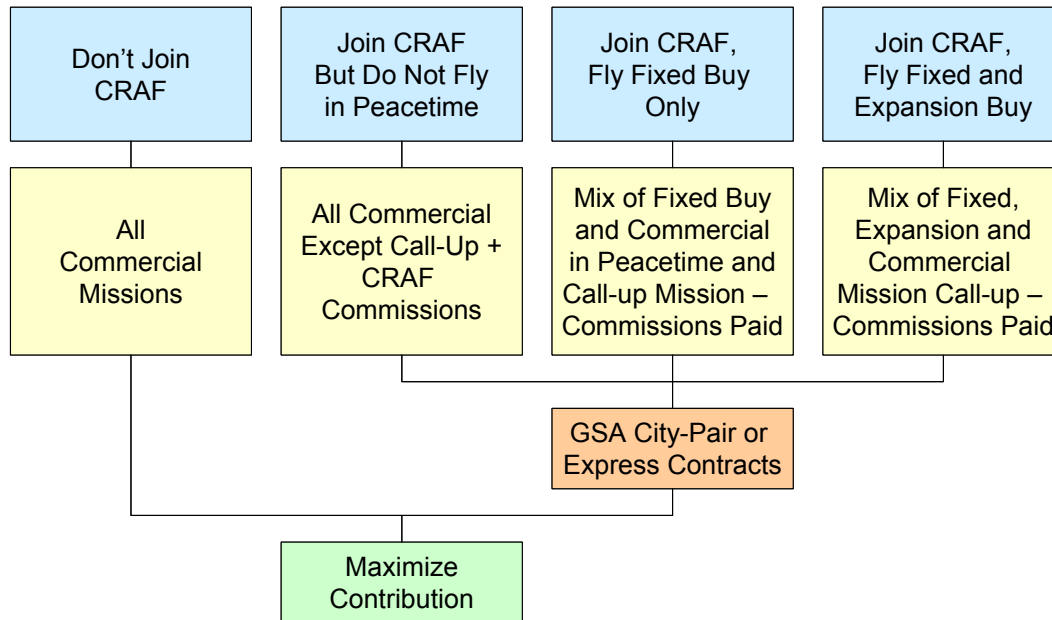 Don’t Join
CRAF
Join CRAF
But Do Not Fly
in Peacetime
Join CRAF,
Fly Fixed Buy
Only
Join CRAF,
Fly Fixed and
Expansion Buy
All
Commercial
Missions
All Commercial
Except Call-Up +
CRAF
Commissions
Mix of Fixed Buy
and Commercial
in Peacetime and
Call-up Mission –
Commissions Paid
Mix of Fixed,
Expansion and
Commercial
Mission Call-up –
Commissions Paid
GSA City-Pair or
Express Contracts
Maximize
Contribution